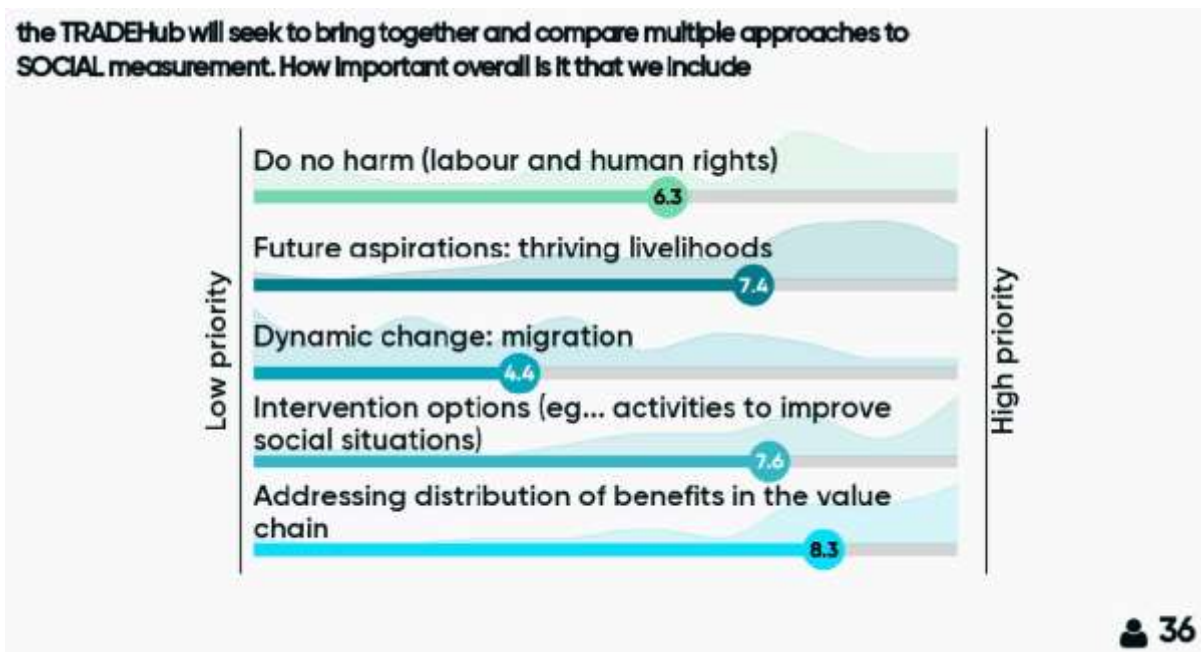 the TRADEHub will seek to bring together and compare multiple approaches to
SOCIAL measurement. How important overall is it that we include
Do no harm (labour and human rights)
6.3
Future aspirations: thriving livelihoods
7.4
Dynamic change: migration
4.4
Intervention options (eg... activities to improve
social situations)
7.6
Addressing distribution of benefits in the value
chain
8.3
Low priority
High priority
36